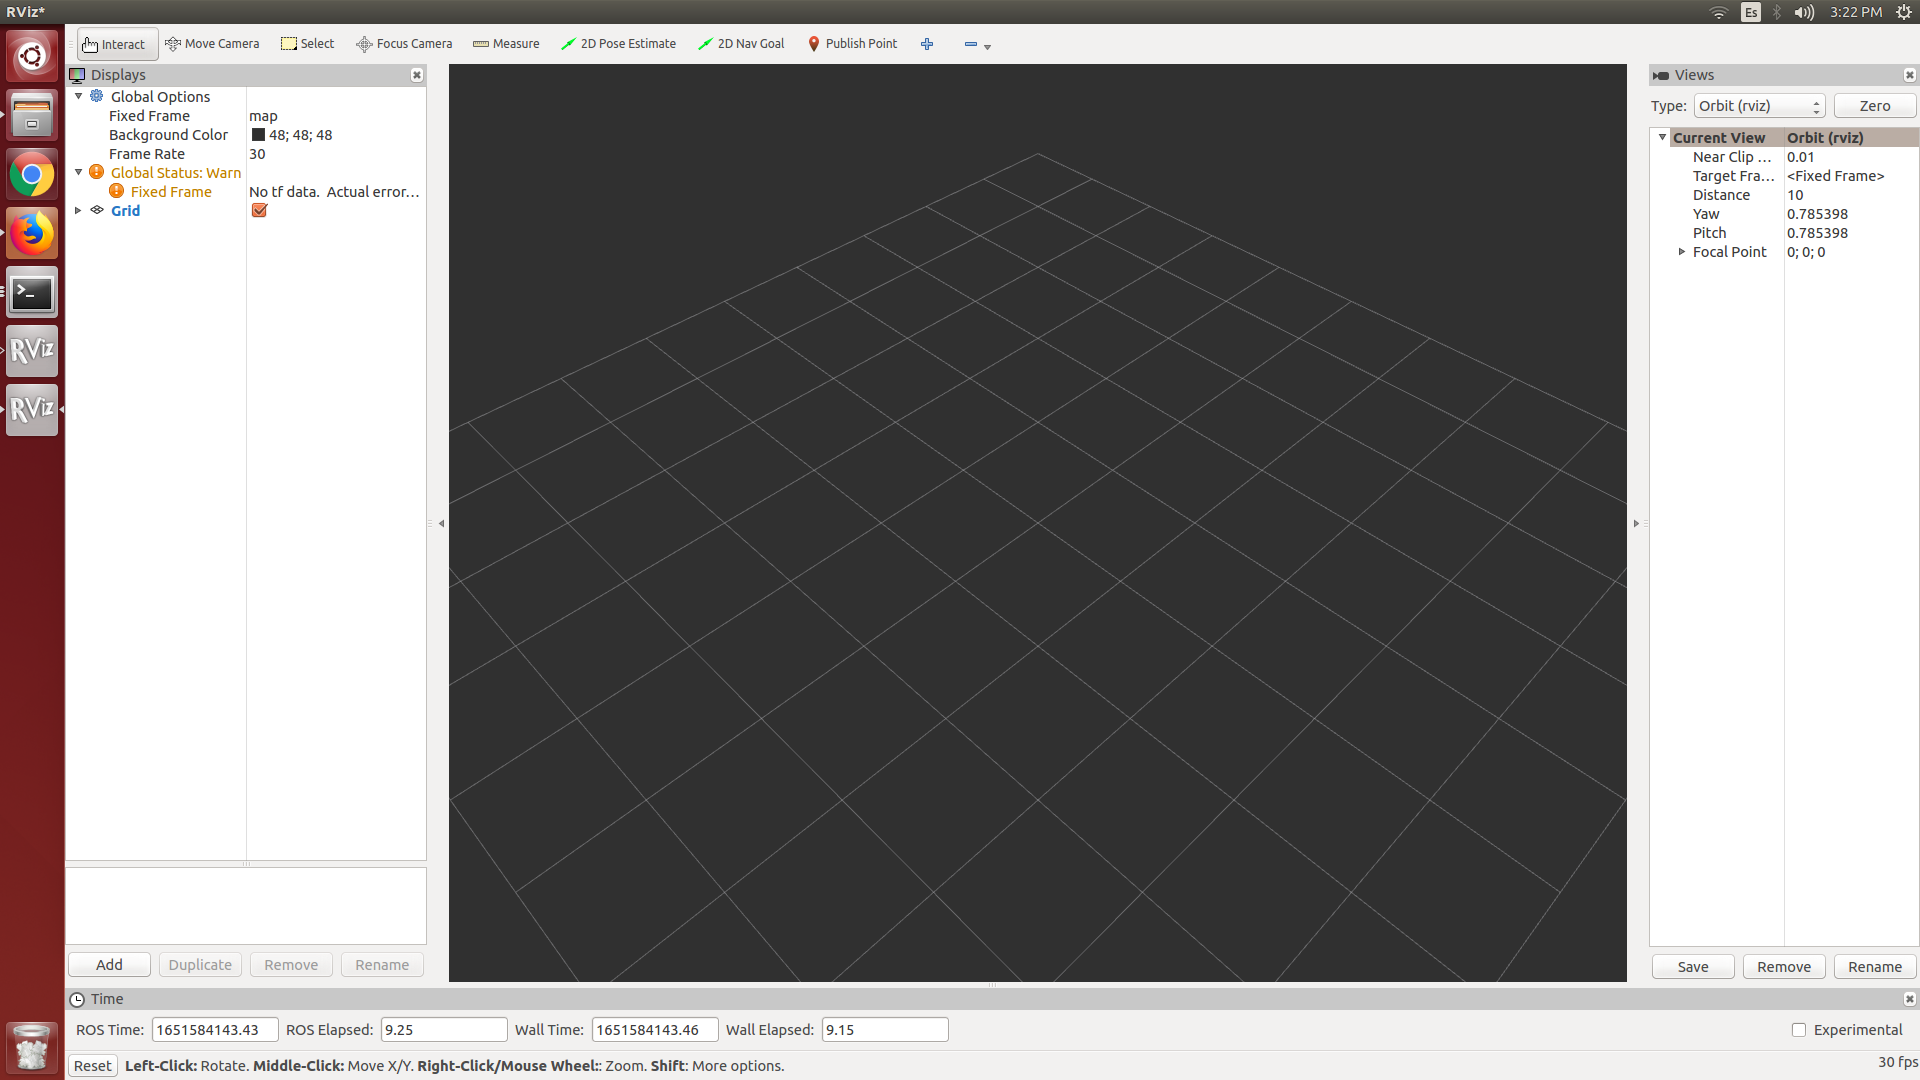 RViz*
Es
3:22 PM
Interact
Move Camera
Select
Focus Camera
Measure
2D Pose Estimate
2D Nav Goal
Publish Point
Displays
Global Options
Fixed Frame map
Background Color 48; 48; 48
Frame Rate 30
Global Status: Warn
Fixed Frame No tf data.  Actual error...
Grid
Add
Duplicate
Remove
Rename
Views
Type: Orbit (rviz) Zero
Current View Orbit (rviz)
Near Clip ... 0.01
Target Fra... <Fixed Frame>
Distance 10
Yaw 0.785398
Pitch 0.785398
Focal Point 0; 0; 0
Save
Remove
Rename
RViz
RViz
Time
ROS Time: 1651584143.43 ROS Elapsed: 9.25 Wall Time: 1651584143.46 Wall Elapsed: 9.15 Experimental
Reset Left-Click: Rotate. Middle-Click: Move X/Y. Right-Click/Mouse Wheel:: Zoom. Shift: More options. 30 fps